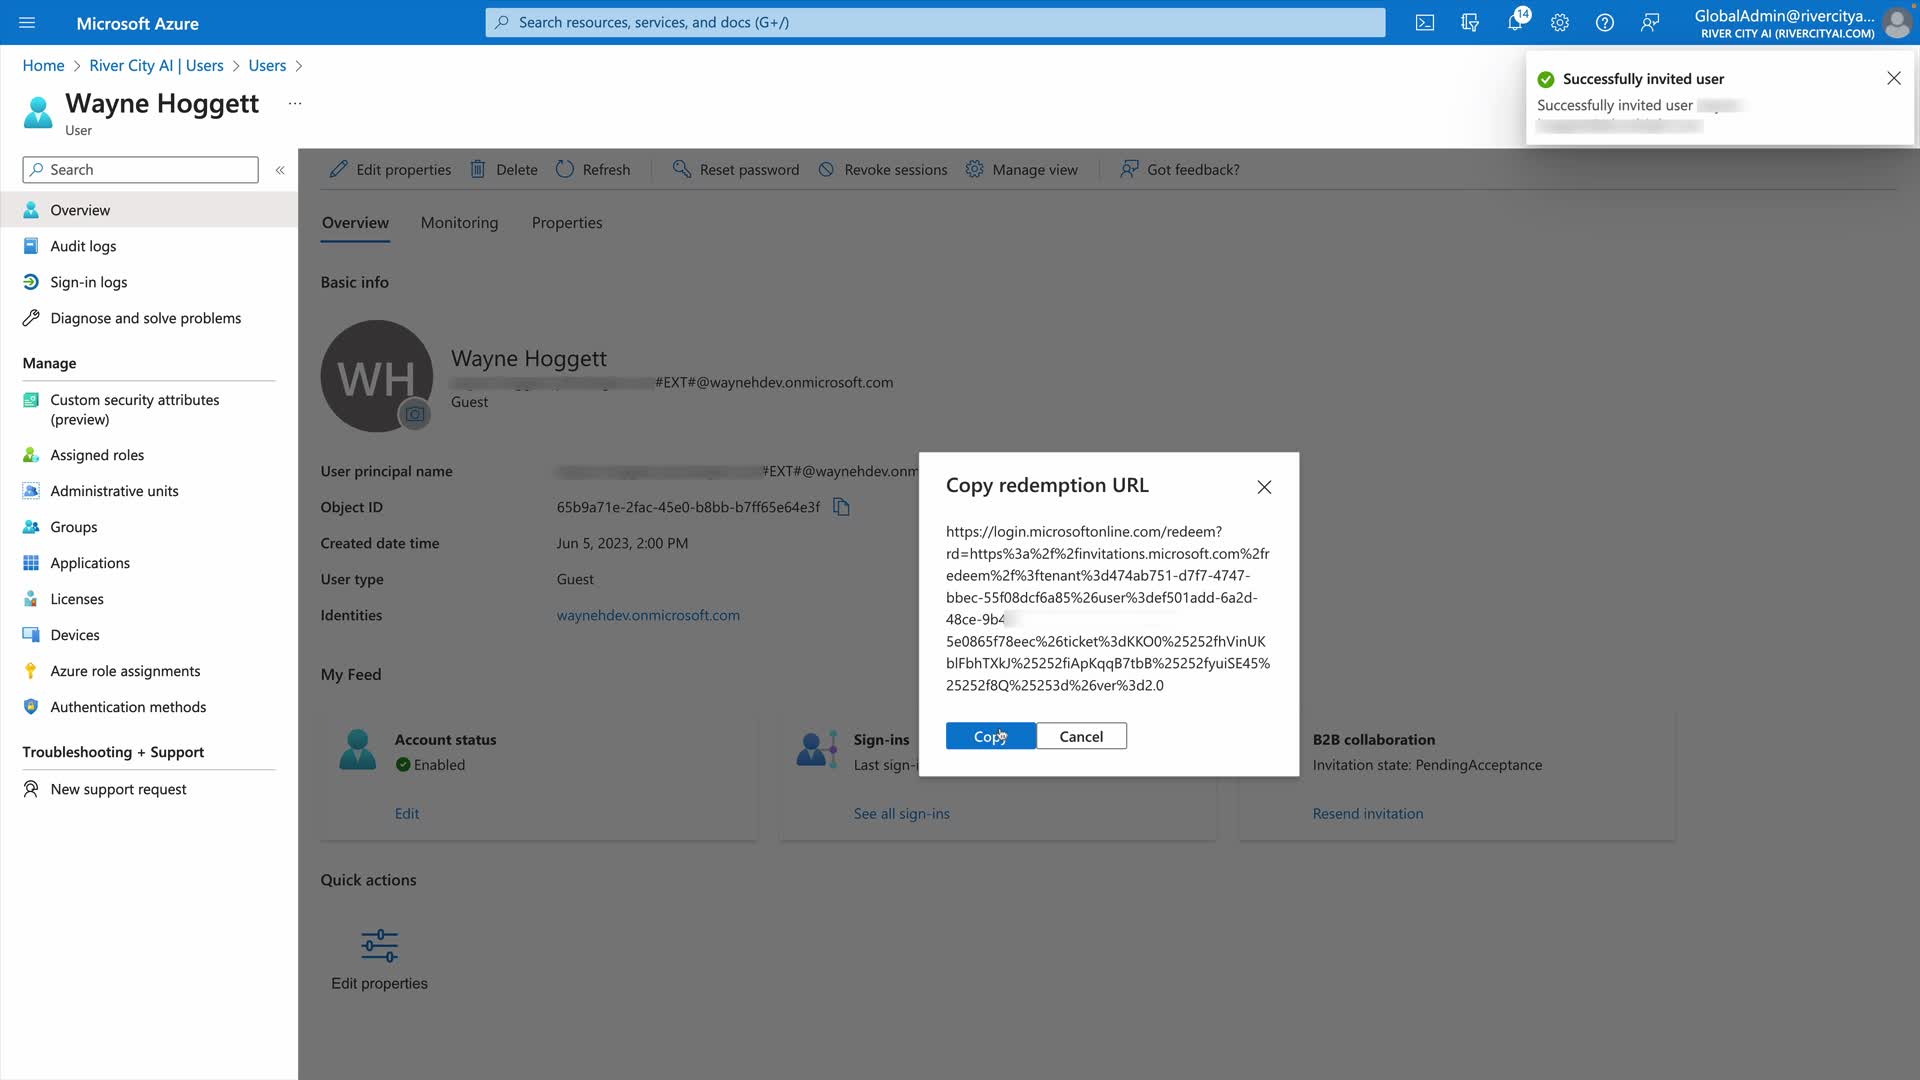 Microsoft Azure
Search resources, services, and docs (G+/)
14
GlobalAdmin@rivercitya...
RIVER CITY AI (RIVERCITYAI.COM)
Home > River City AI | Users > Users >
Wayne Hoggett ...
User
Successfully invited user
Successfully invited user
Search
Overview
Audit logs
Sign-in logs
Diagnose and solve problems
Manage
Custom security attributes
(preview)
Assigned roles
Administrative units
Groups
Applications
Licenses
Devices
Azure role assignments
Authentication methods
Troubleshooting + Support
New support request
Edit properties
Delete
Refresh
Reset password
Revoke sessions
Manage view
Got feedback?
Overview
Monitoring
Properties
Basic info
WH
Wayne Hoggett
#EXT#@waynehdev.onmicrosoft.com
Guest
User principal name
#EXT#@waynehdev.onm
Object ID
65b9a71e-2fac-45e0-b8bb-b7ff65e64e3f
Created date time
Jun 5, 2023, 2:00 PM
User type
Guest
Identities
waynehdev.onmicrosoft.com
My Feed
Account status
Enabled
Edit
Sign-ins
Last sign-
See all sign-ins
B2B collaboration
Invitation state: PendingAcceptance
Resend invitation
Quick actions
Edit properties
Copy redemption URL
https://login.microsoftonline.com/redeem?
rd=https%3a%2f%2finvitations.microsoft.com%2fr
edeem%2f%3ftenant%3d474ab751-d7f7-4747-
bbec-55f08dcf6a85%26user%3def501add-6a2d-
48ce-9b4
5e0865f78eec%26ticket%3dKKO0%25252fhVinUK
blFbhTXkJ%25252fiApKqqB7tbB%25252fyuiSE45%
25252f8Q%25253d%26ver%3d2.0
Copy
Cancel